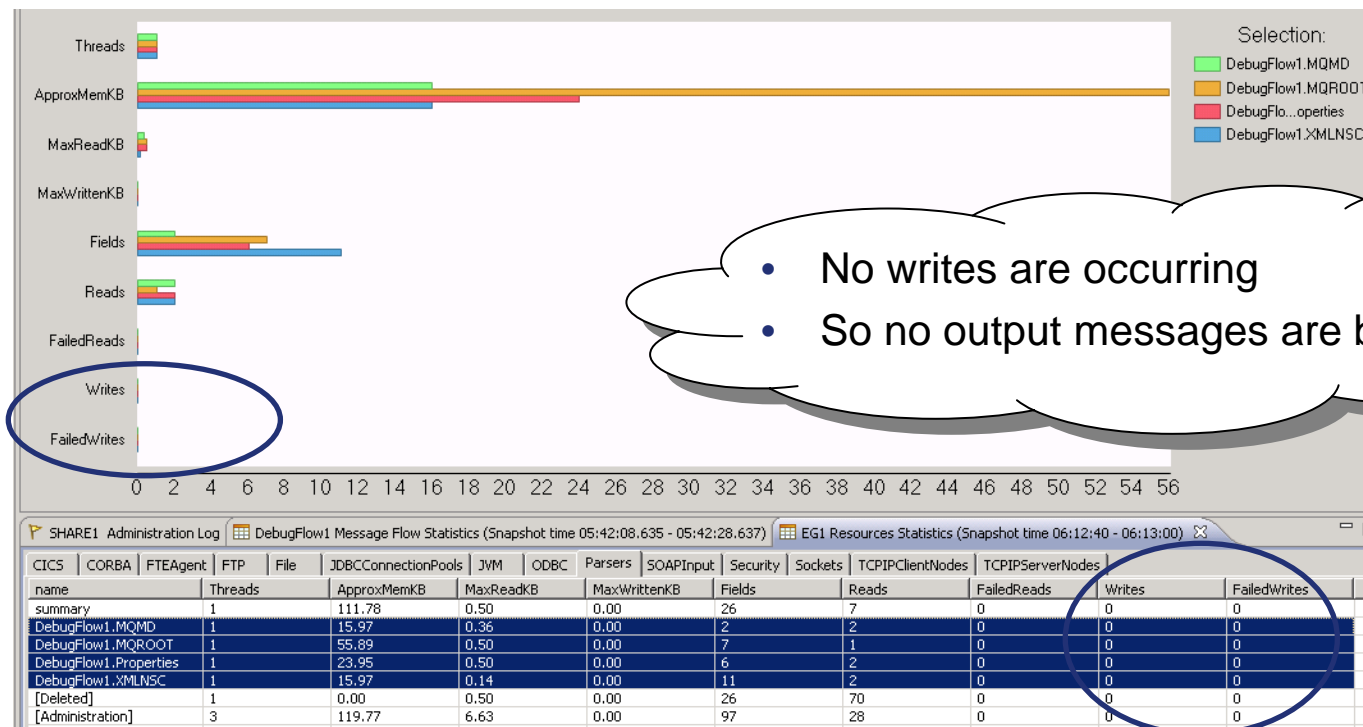 Selection:
DebugFlow1.MQMD
DebugFlow1.MQROOT
DebugFlo...operties
DebugFlow1.XMLNSC
Threads
ApproxMemKB
MaxReadKB
MaxWrittenKB
Fields
Reads
FailedReads
Writes
FailedWrites
• No writes are occurring
• So no output messages are
0 2 4 6 8 10 12 14 16 18 20 22 24 26 28 30 32 34 36 38 40 42 44 46 48 50 52 54 56
SHARE1 Administration Log DebugFlow1 Message Flow Statistics (Snapshot time 05:42:08.635 - 05:42:28.637) EG1 Resources Statistics (Snapshot time 06:12:40 - 06:13:00)
CICS CORBA FTEAgent FTP File JDBCConnectionPools JVM ODBC Parsers SOAPInput Security Sockets TCPIPClientNodes TCPIPServerNodes
name Threads ApproxMemKB MaxReadKB MaxWrittenKB Fields Reads FailedReads Writes FailedWrites
summary 1 111.78 0.50 0.00 26 7 0 0 0
DebugFlow1.MQMD 1 15.97 0.36 0.00 2 2 0 0 0
DebugFlow1.MQROOT 1 55.89 0.50 0.00 7 1 0 0 0
DebugFlow1.Properties 1 23.95 0.50 0.00 6 2 0 0 0
DebugFlow1.XMLNSC 1 15.97 0.14 0.00 11 2 0 0 0
[Deleted] 1 0.00 0.50 0.00 26 70 0 0 0
[Administration] 3 119.77 6.63 0.00 97 28 0 0 0